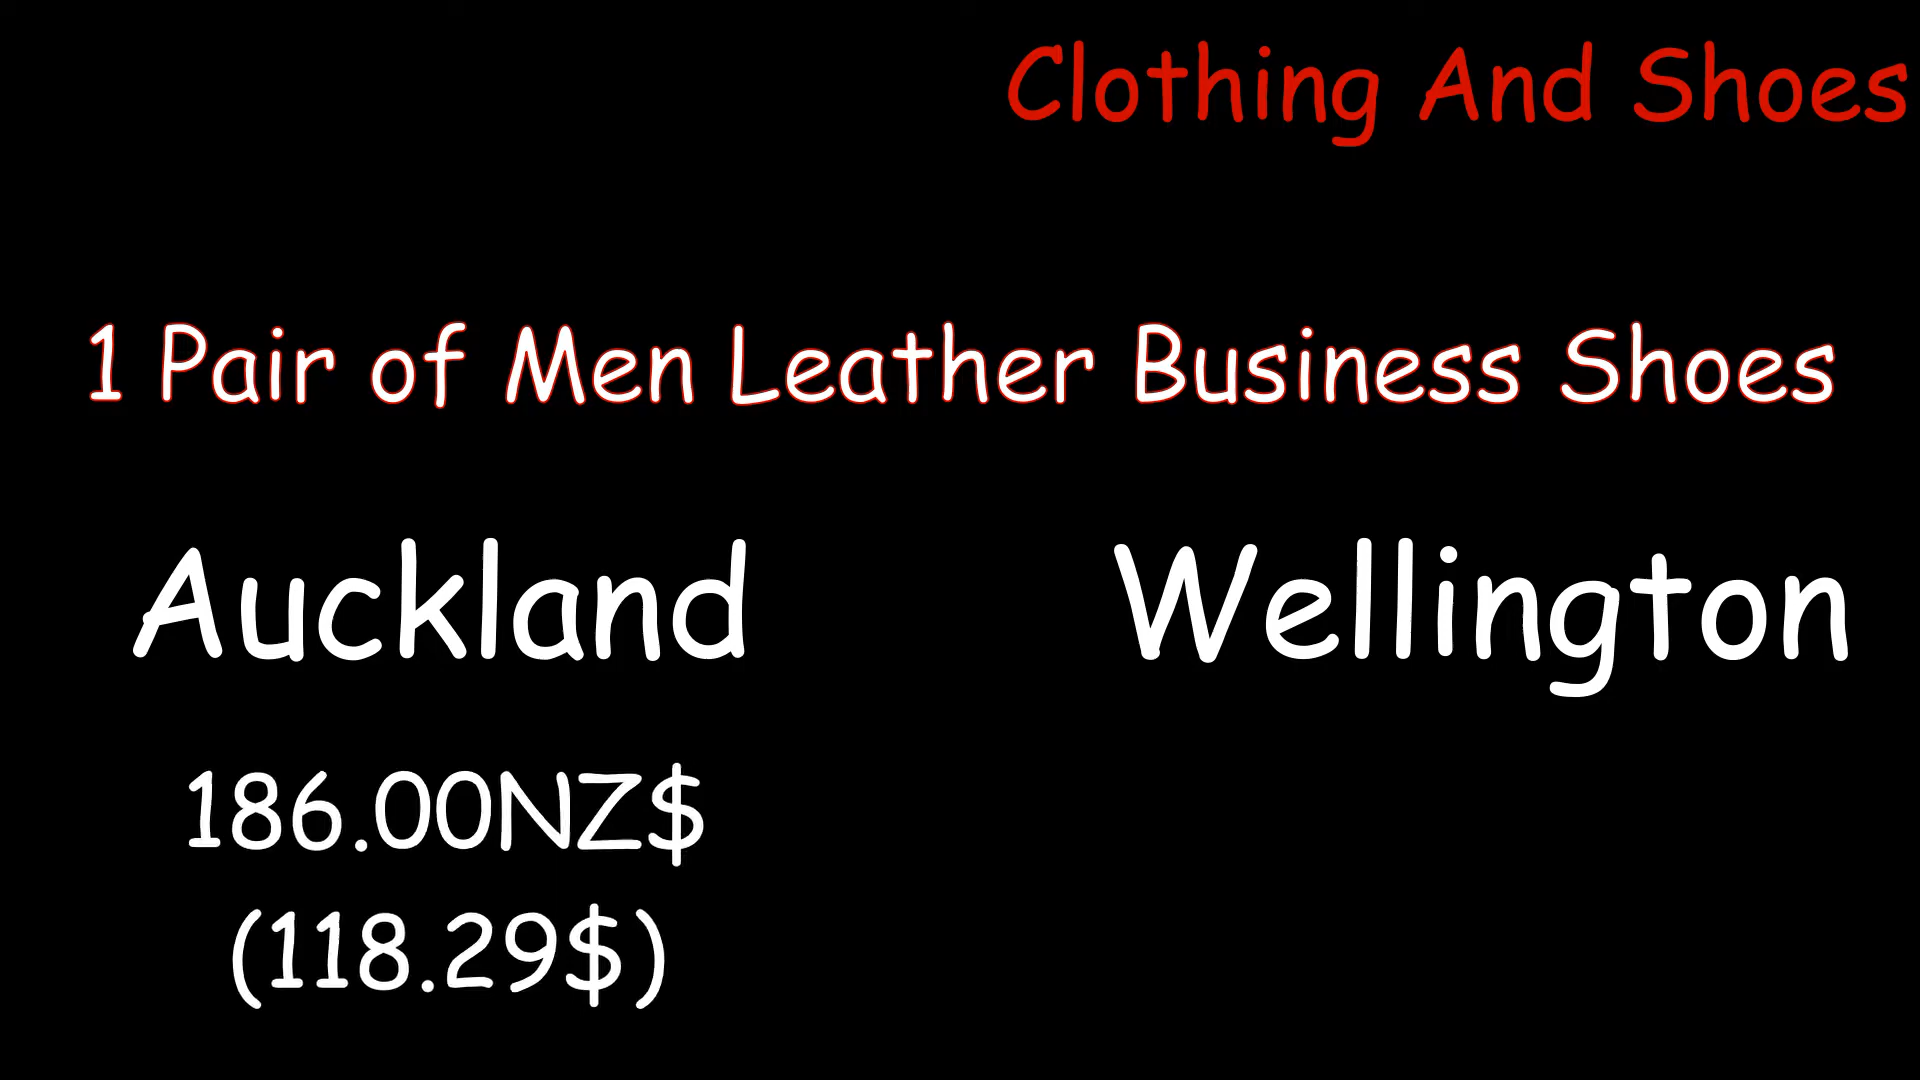 Clothing And Shoes
1 Pair of Men Leather Business Shoes
Auckland
Wellington
186.00NZ$
(118.29$)